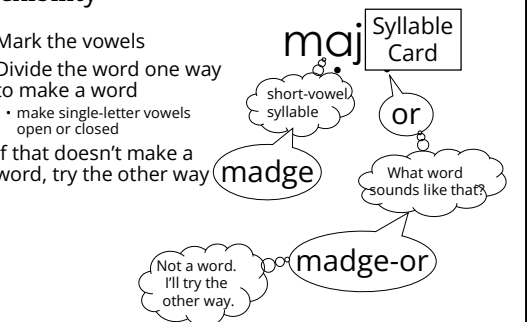 Mark the vowels
Divide the word one way
to make a word
• make single-letter vowels
open or closed
f that doesn't make a
word, try the other way
maj
Syllable
Card
short-vowel
syllable
or
madge
What word
sounds like that?
madge-or
Not a word.
I'll try the
other way.